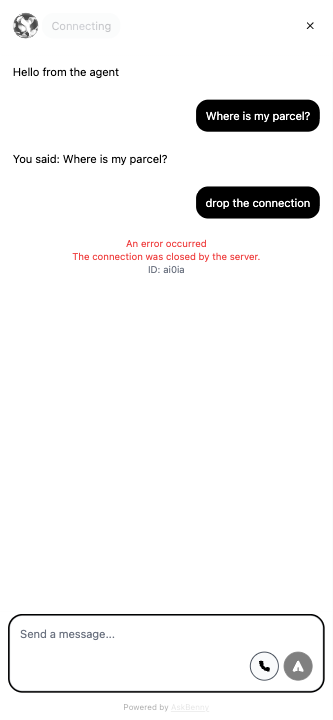 Connecting
Hello from the agent
Where is my parcel?
You said: Where is my parcel?
drop the connection
An error occurred
The connection was closed by the server.
ID: ai0ia
Send a message...
Powered by AskBenny